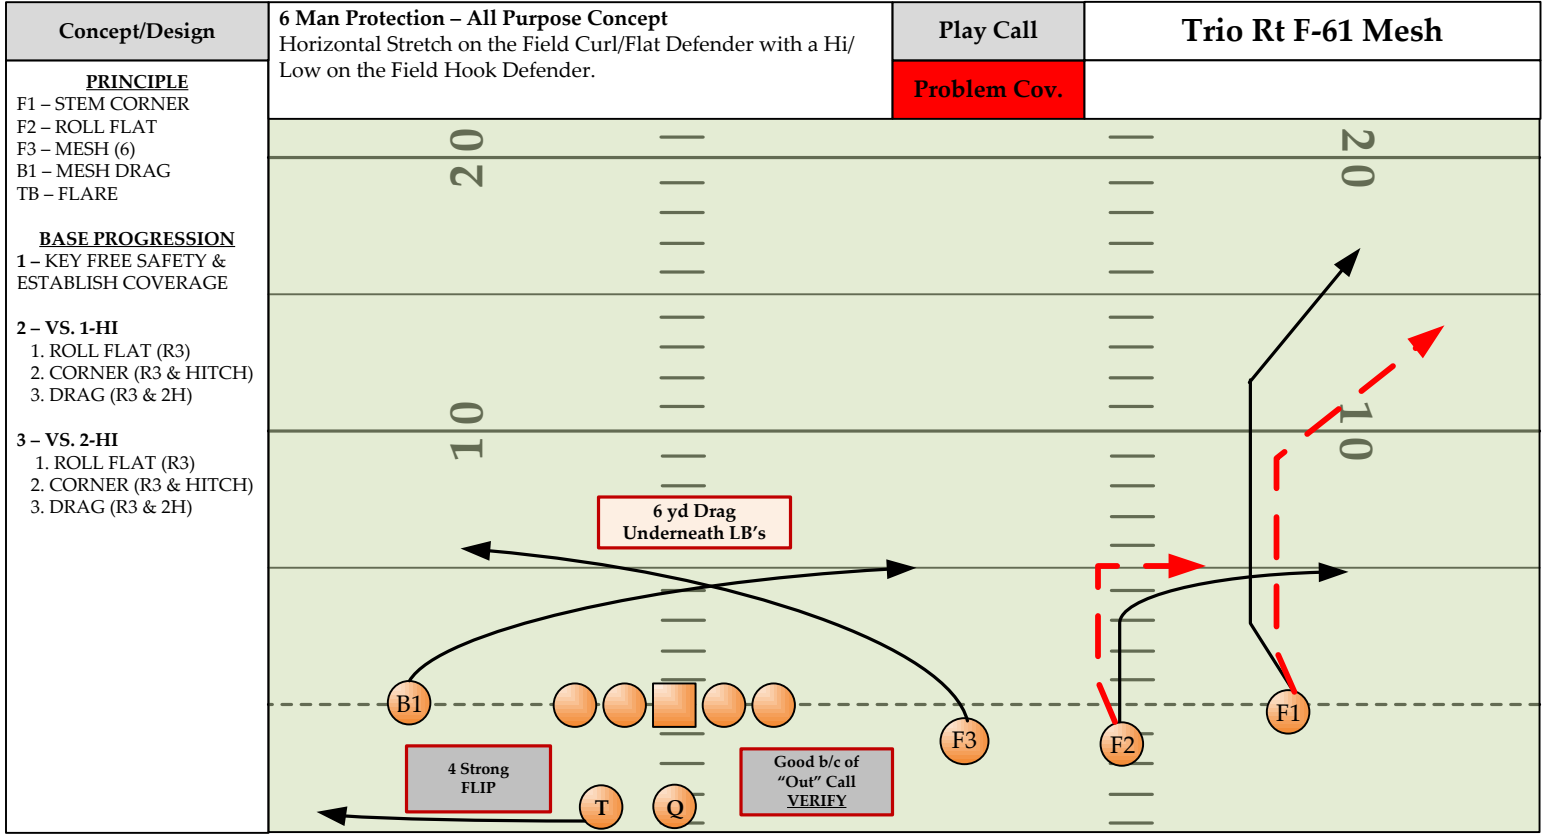 Concept/Design
6 Man Protection – All Purpose Concept
Horizontal Stretch on the Field Curl/Flat Defender with a Hi/
Low on the Field Hook Defender.
Play Call
Trio Rt F-61 Mesh
Problem Cov.
PRINCIPLE
F1 – STEM CORNER
F2 – ROLL FLAT
F3 – MESH (6)
B1 – MESH DRAG
TB – FLARE
BASE PROGRESSION
1 – KEY FREE SAFETY &
ESTABLISH COVERAGE
2 – VS. 1-HI
1. ROLL FLAT (R3)
2. CORNER (R3 & HITCH)
3. DRAG (R3 & 2H)
3 – VS. 2-HI
1. ROLL FLAT (R3)
2. CORNER (R3 & HITCH)
3. DRAG (R3 & 2H)
20
20
10
10
6 yd Drag
Underneath LB's
B1
F3
F2
F1
4 Strong
FLIP
Good b/c of
“Out” Call
VERIFY
T
Q